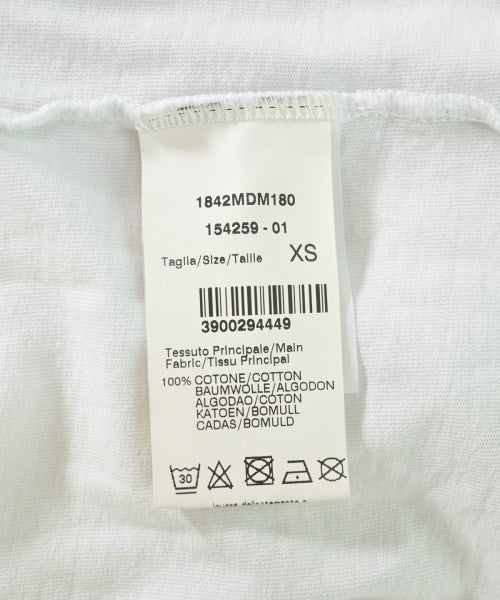 1842MDM180
154259 - 01
Taglia/Size/Taille XS
3900294449
Tessuto Principale/Main
Fabric/Tissu Principal
100% COTONE/COTTON
BAUMWOLLE/ALGODON
ALGODAO/COTON
KATOEN/BOMULL
CADAS/BOMULD
30